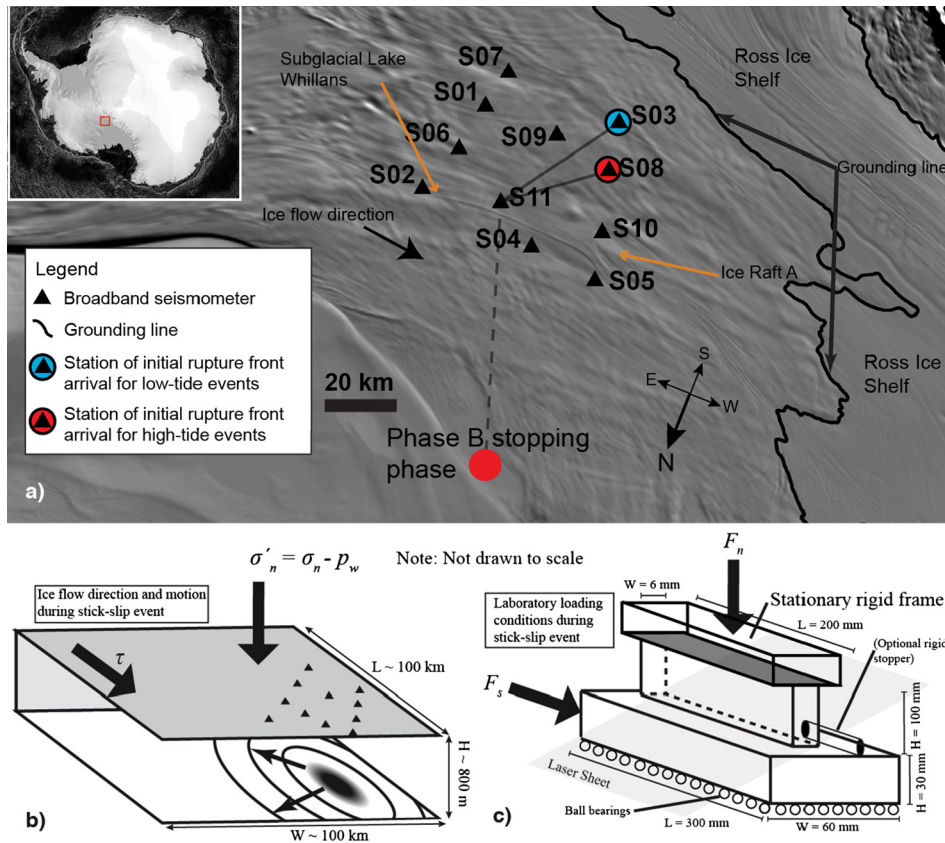 Subglacial Lake
Whillans
S07
S01
S06
S09
S03
S02
S08
S11
S04
S10
S05
Ross Ice
Shelf
Grounding line
Ice flow direction
Ice Raft A
Ross Ice
Shelf
Legend
Broadband seismometer
Grounding line
Station of initial rupture front
arrival for low-tide events
Station of initial rupture front
arrival for high-tide events
20 km
S
E
W
N
Phase B stopping
phase
a)
σ′n = σn - pw
Note: Not drawn to scale
Ice flow direction and motion
during stick-slip event
τ
L ~ 100 km
H ~ 800 m
W ~ 100 km
b)
Fn
W = 6 mm
Stationary rigid frame
Laboratory loading
conditions during
stick-slip event
L = 200 mm
(Optional rigid
stopper)
Fs
H = 100 mm
H = 30 mm
Laser Sheet
Ball bearings
L = 300 mm
W = 60 mm
c)